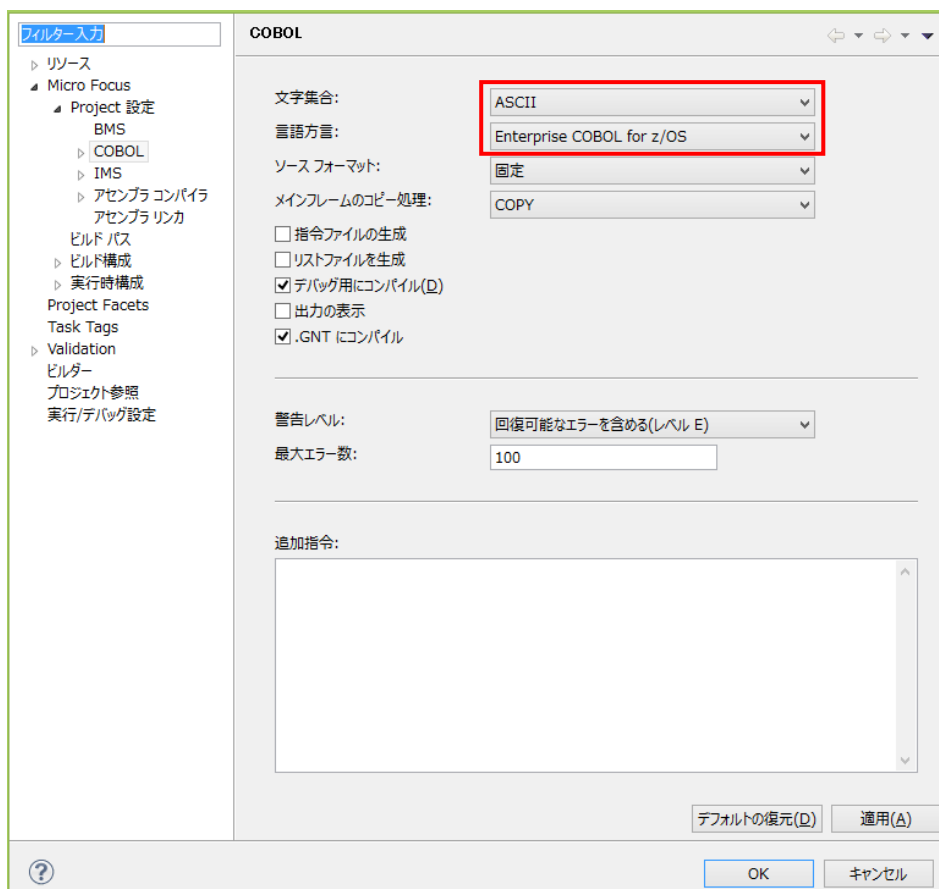 フィルター入力
リソース
Micro Focus
Project 設定
BMS
COBOL
IMS
アセンブラ コンパイラ
アセンブラ リンカ
ビルド パス
ビルド構成
実行時構成
Project Facets
Task Tags
Validation
ビルダー
プロジェクト参照
実行/デバッグ設定
COBOL
文字集合: ASCII
言語方言: Enterprise COBOL for z/OS
ソース フォーマット: 固定
メインフレームのコピー処理: COPY
指令ファイルの生成
リストファイルを生成
デバッグ用にコンパイル(D)
出力の表示
.GNT にコンパイル
警告レベル: 回復可能なエラーを含める(レベル E)
最大エラー数: 100
追加指令:
デフォルトの復元(D) 適用(A)
OK キャンセル